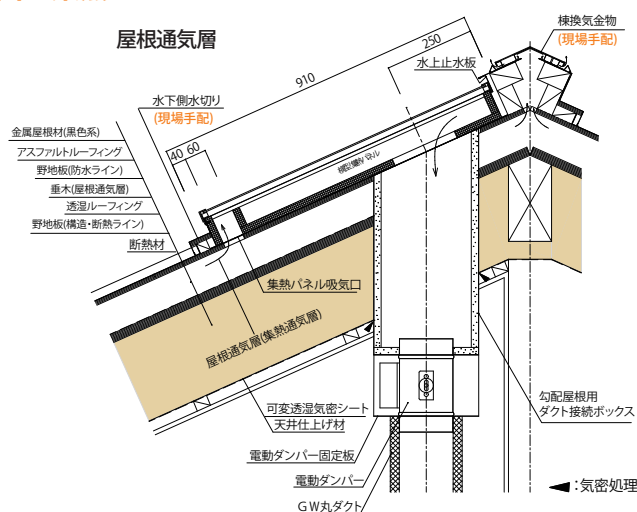 屋根通気層
棟換気金物
(現場手配)
250
水上止水板
910
水下側水切り
(現場手配)
40 60
金属屋根材(黒色系)
アスファルトルーフィング
野地板(防水ライン)
垂木(屋根通気層)
透湿ルーフィング
野地板(構造・断熱ライン)
断熱材
集熱パネル吸気口
屋根通気層(集熱通気層)
可変透湿気密シート
天井仕上げ材
勾配屋根用
ダクト接続ボックス
電動ダンパー固定板
電動ダンパー
GW丸ダクト
:気密処理